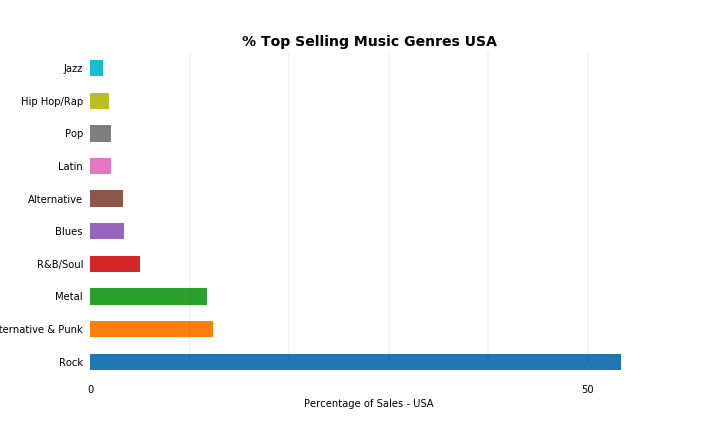 % Top Selling Music Genres USA
Jazz
Hip Hop/Rap
Pop
Latin
Alternative
Blues
R&B/Soul
Metal
ternative & Punk
Rock
0 50
Percentage of Sales - USA